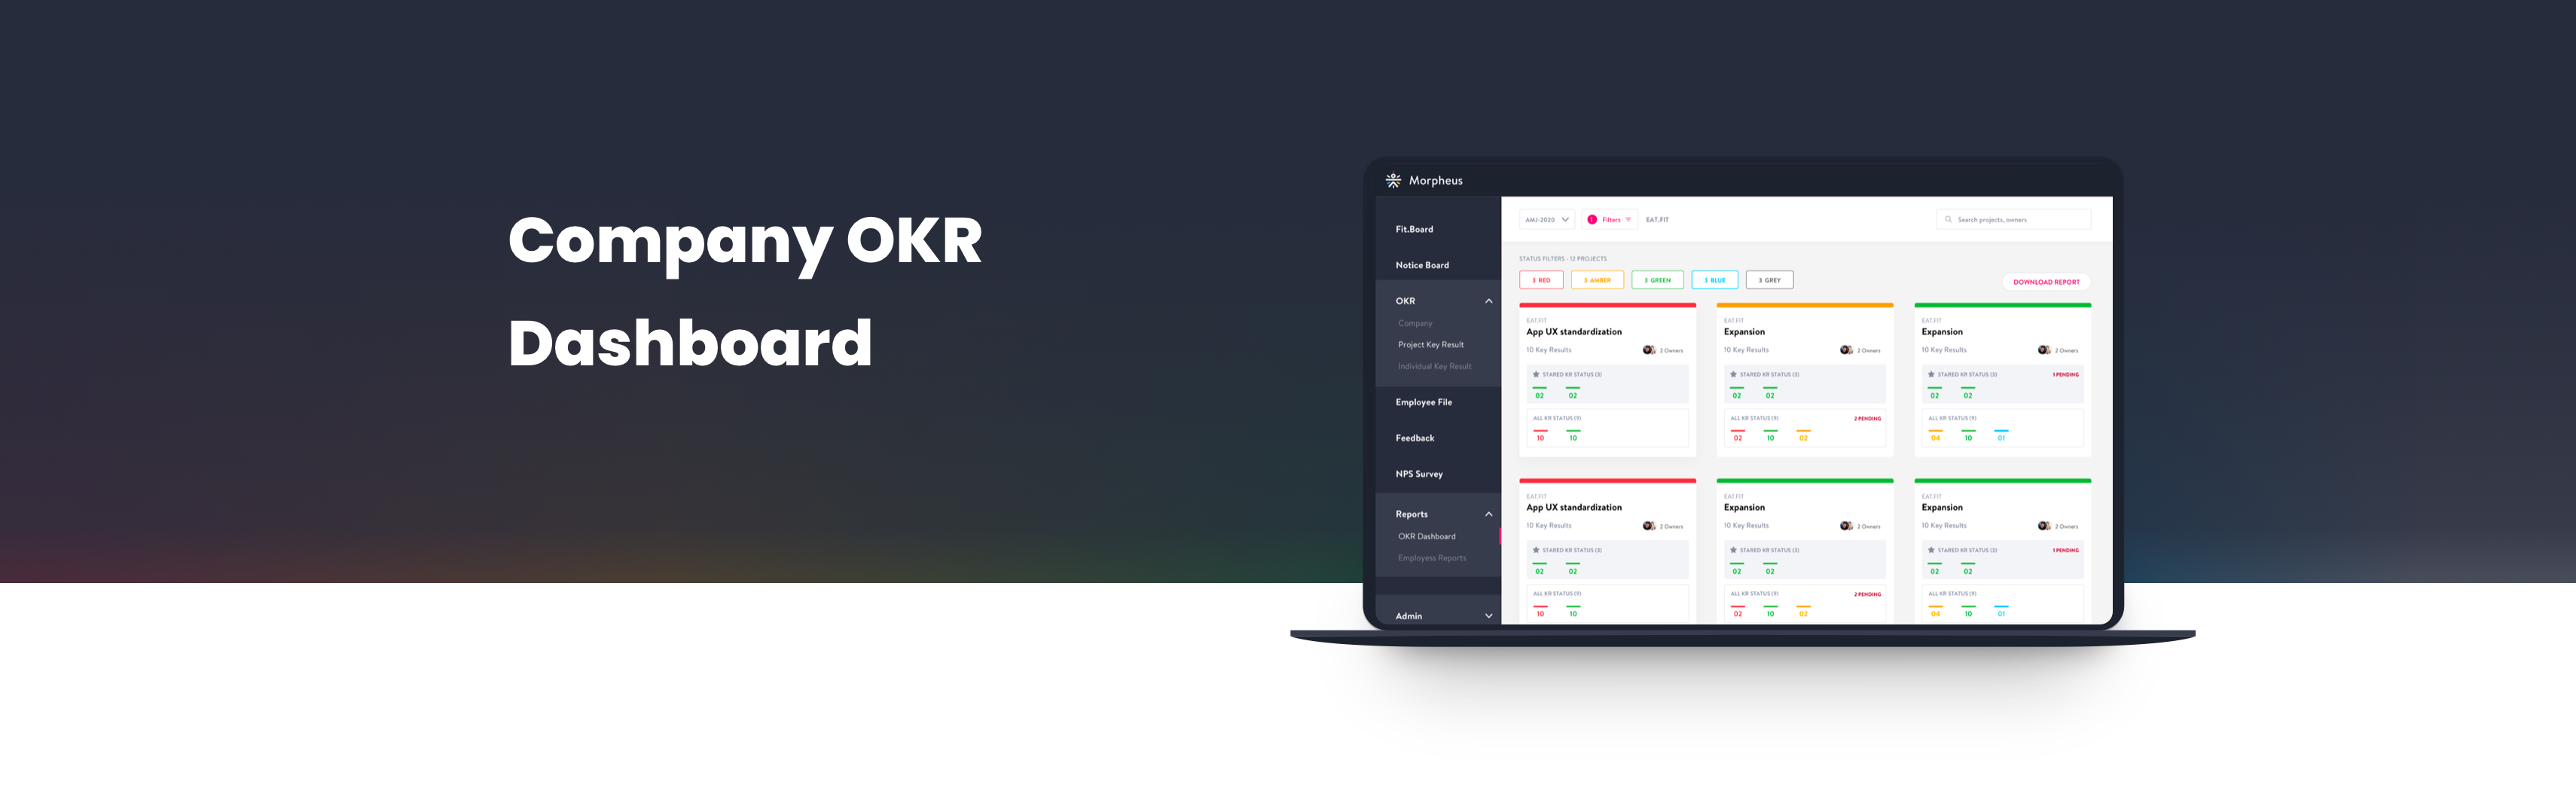 Company OKR
Dashboard
Morpheus
Fit.Board
Notice Board
OKR
Company
Project Key Result
Individual Key Result
Employee File
Feedback
NPS Survey
Reports
OKR Dashboard
Employess Reports
Admin
AMJ-2020 1 Filters EAT.FIT Search projects, owners
STATUS FILTERS - 12 PROJECTS
3 RED 3 AMBER 3 GREEN 3 BLUE 3 GREY DOWNLOAD REPORT
EAT.FIT
App UX standardization
10 Key Results 2 Owners
STARED KR STATUS (3)
02 02
ALL KR STATUS (9)
10 10
EAT.FIT
Expansion
10 Key Results 2 Owners
STARED KR STATUS (3)
02 02
ALL KR STATUS (9) 2 PENDING
02 10 02
EAT.FIT
Expansion
10 Key Results 2 Owners
STARED KR STATUS (3) 1 PENDING
02 02
ALL KR STATUS (9)
04 10 01
EAT.FIT
App UX standardization
10 Key Results 2 Owners
STARED KR STATUS (3)
02 02
ALL KR STATUS (9)
10 10
EAT.FIT
Expansion
10 Key Results 2 Owners
STARED KR STATUS (3)
02 02
ALL KR STATUS (9) 2 PENDING
02 10 02
EAT.FIT
Expansion
10 Key Results 2 Owners
STARED KR STATUS (3) 1 PENDING
02 02
ALL KR STATUS (9)
04 10 01